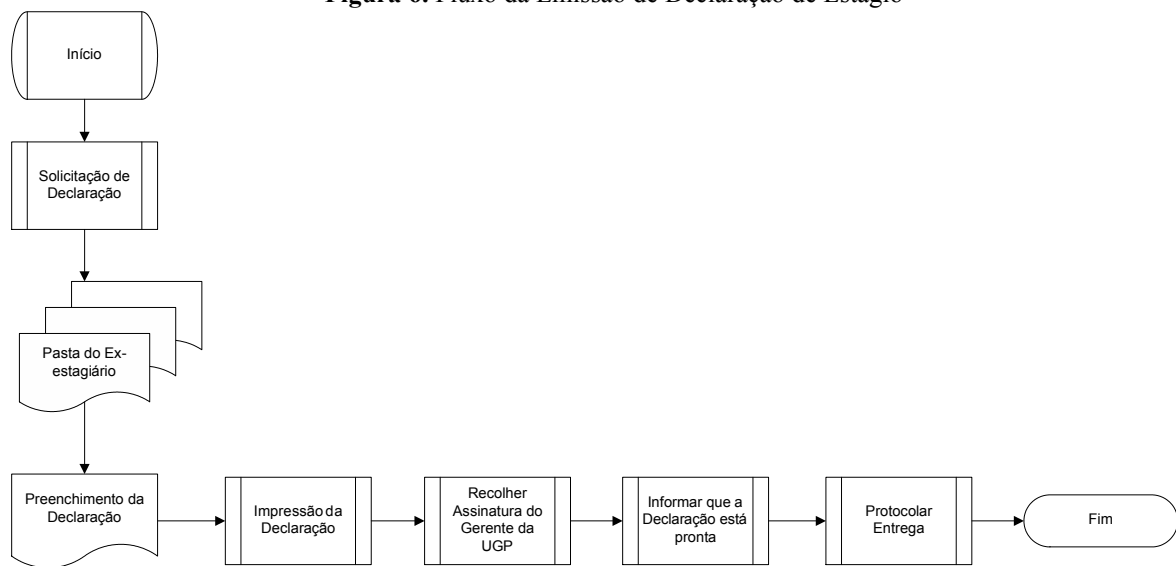 Figura 6. Fluxo da Emissão de Declaração de Estágio
Início
Solicitação de
Declaração
Pasta do Ex-
estagiário
Preenchimento da
Declaração
Impressão da
Declaração
Recolher
Assinatura do
Gerente da
UGP
Informar que a
Declaração está
pronta
Protocolar
Entrega
Fim